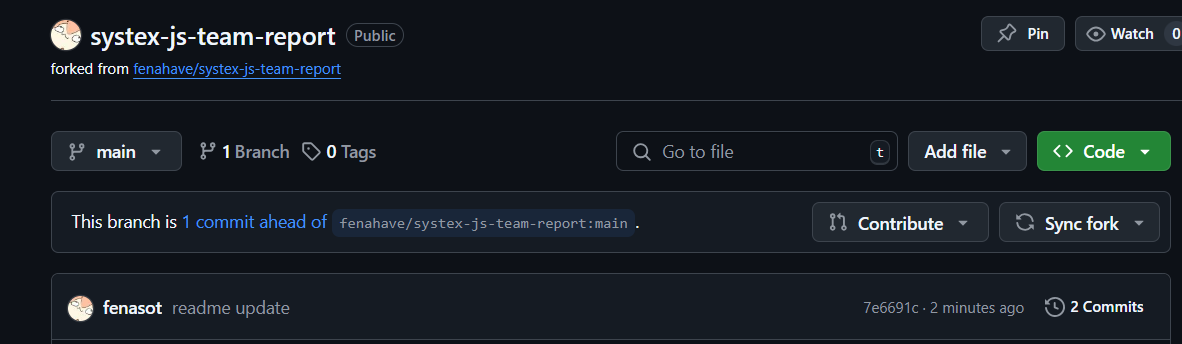 systex-js-team-report Public Pin Watch 0
forked from fenahave/systex-js-team-report
main 1 Branch 0 Tags Go to file t Add file Code
This branch is 1 commit ahead of fenahave/systex-js-team-report:main. Contribute Sync fork
fenasot readme update 7e6691c · 2 minutes ago 2 Commits